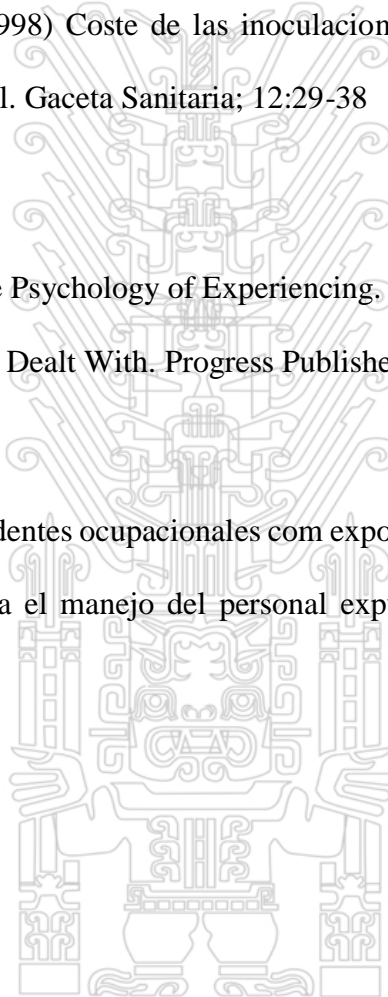 998) Coste de las inoculacion
l. Gaceta Sanitaria; 12:29-38
e Psychology of Experiencing.
Dealt With. Progress Publishe
dentes ocupacionales com expo
a el manejo del personal exp